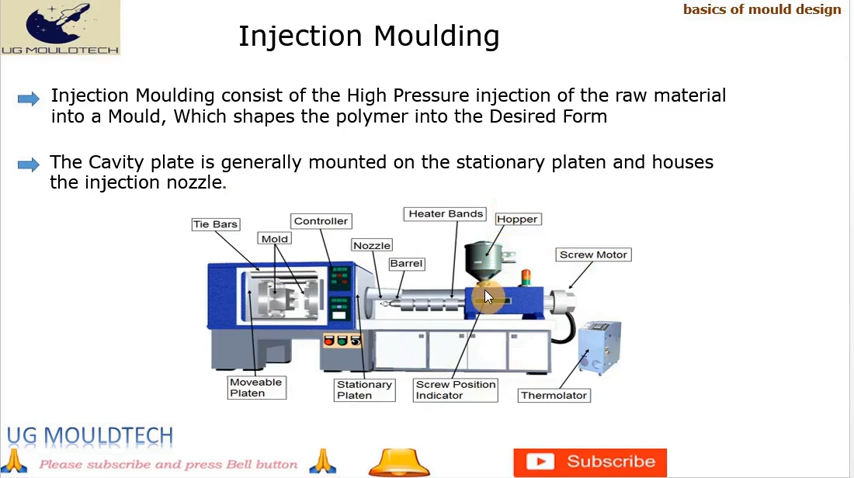 basics of mould design
UG MOULDTECH
Injection Moulding
Injection Moulding consist of the High Pressure injection of the raw material
into a Mould, Which shapes the polymer into the Desired Form
The Cavity plate is generally mounted on the stationary platen and houses
the injection nozzle.
Tie Bars
Controller
Heater Bands
Hopper
Mold
Nozzle
Barrel
Screw Motor
Moveable
Platen
Stationary
Platen
Screw Position
Indicator
Thermolator
UG MOULDTECH
Please subscribe and press Bell button
Subscribe